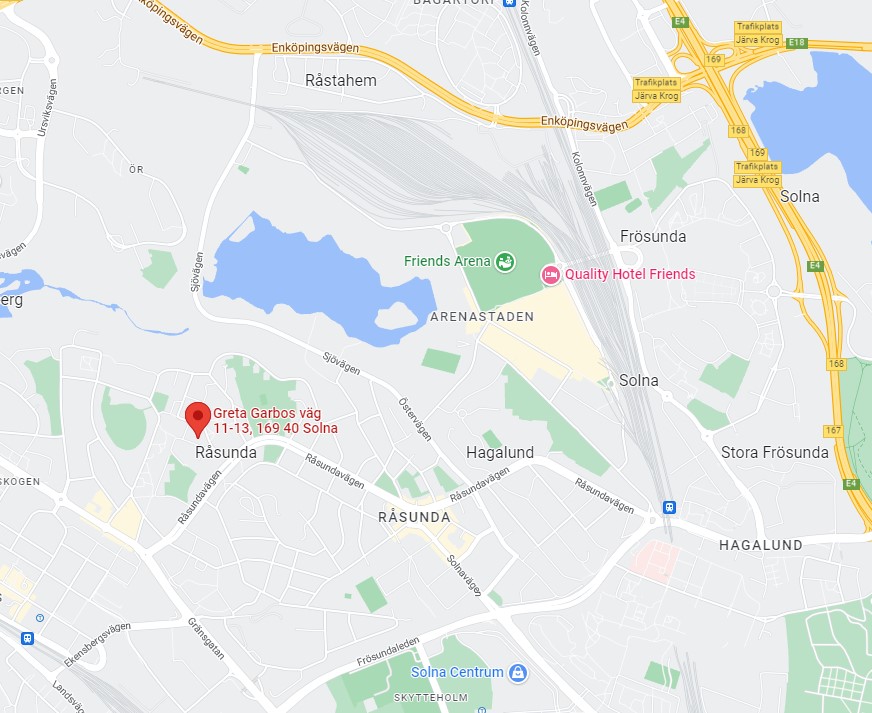 BAGARTORP
Kolonnvägen
E4
Trafikplats
Järva Krog
E18
Enköpingsvägen
Enköpingsvägen
169
Råstahem
Trafikplats
Järva Krog
Ursviksvägen
Enköpingsvägen
168
169
Kolonnvägen
ÖR
Trafikplats
Järva Krog
Solna
Frösunda
Sjövägen
Friends Arena
Quality Hotel Friends
E4
ARENASTADEN
Sjövägen
168
Solna
Östervägen
Greta Garbos väg
11-13, 169 40 Solna
167
Råsunda
Hagalund
Stora Frösunda
Råsundavägen
Råsundavägen
Råsundavägen
Råsundavägen
E4
SKOGEN
RÅSUNDA
HAGALUND
Solnavägen
Ekensbergsvägen
Gränsgatan
Frösundaleden
Solna Centrum
SKYTTEHOLM